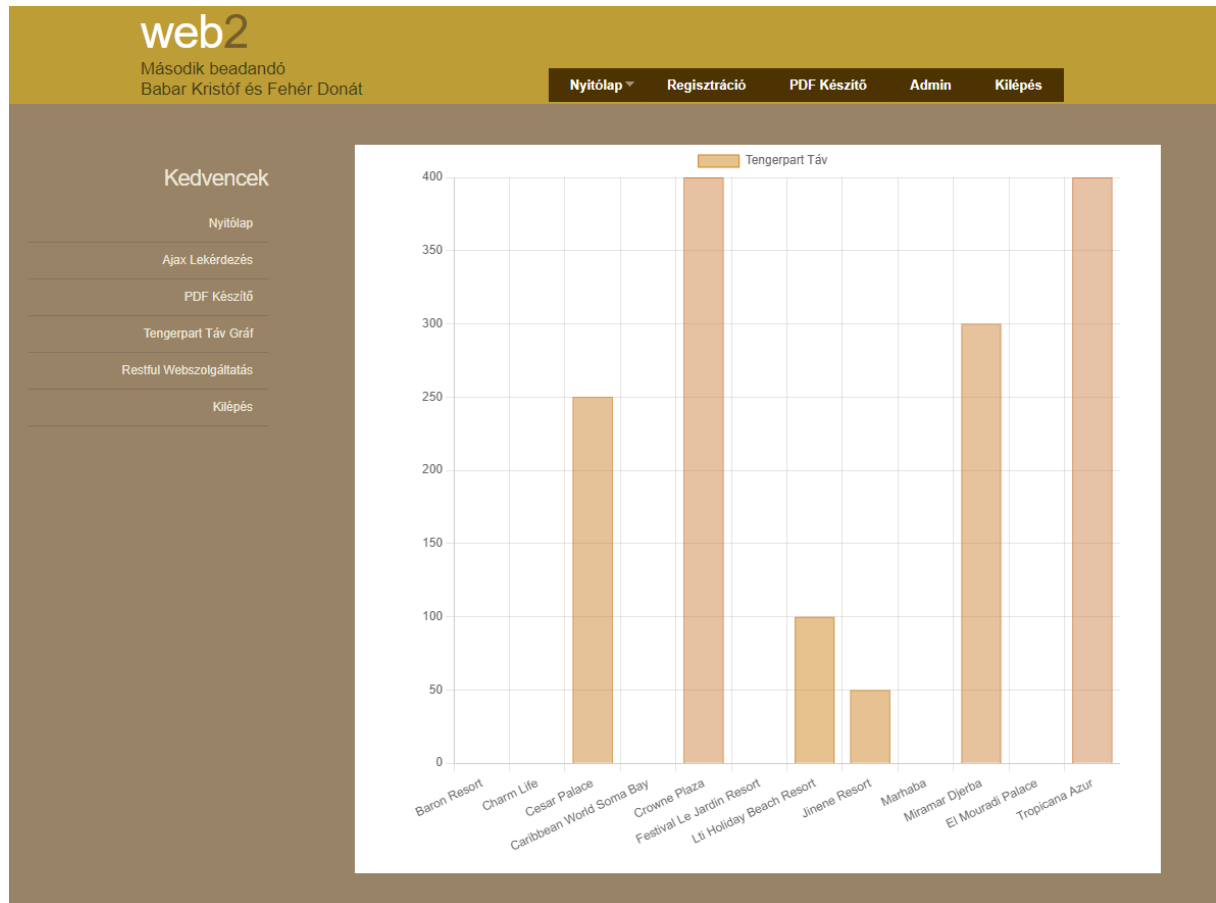 web2
Második beadandó
Babar Kristóf és Fehér Donát
Nyitólap Regisztráció PDF Készítő Admin Kilépés
Kedvencek
Nyitólap
Ajax Lekérdezés
PDF Készítő
Tengerpart Táv Gráf
Restful Webszolgáltatás
Kilépés
Tengerpart Táv
400
350
300
250
200
150
100
50
0
Baron Resort
Charm Life
Cesar Palace
Caribbean World Soma Bay
Crowne Plaza
Festival Le Jardin Resort
Lti Holiday Beach Resort
Jinene Resort
Marhaba
Miramar Djerba
El Mouradi Palace
Tropicana Azur